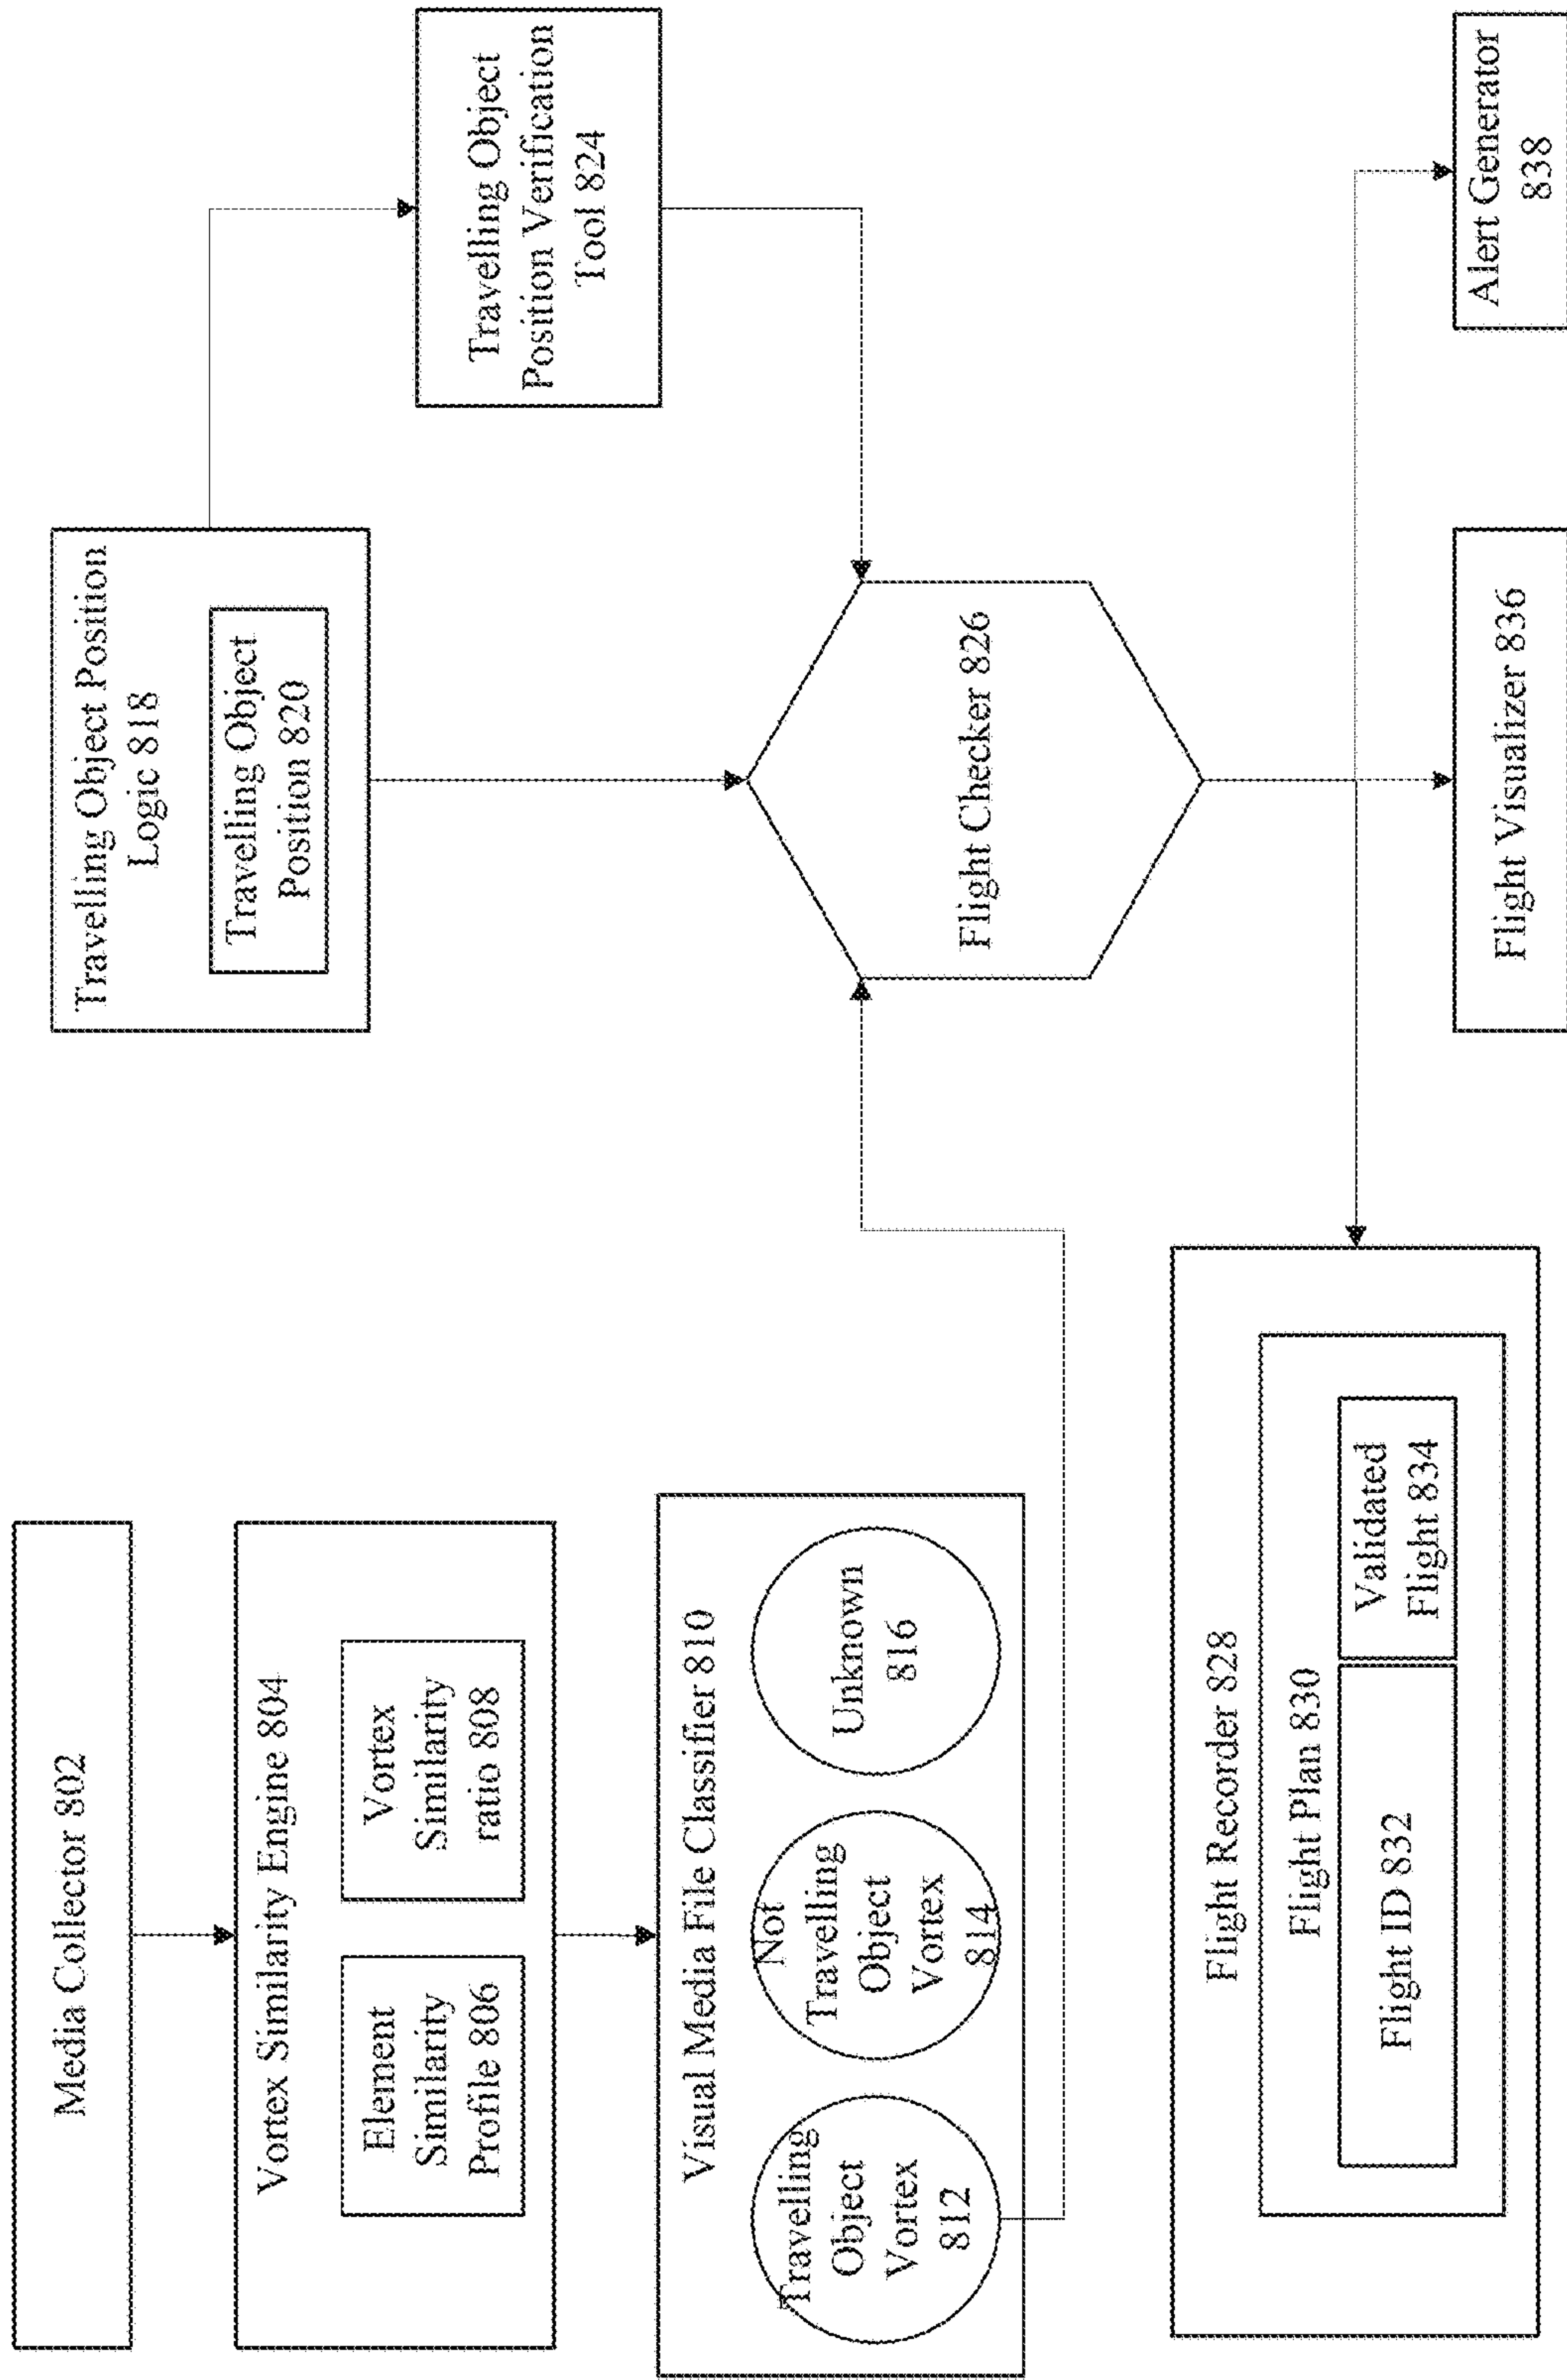 Media Collector 802
Vortex Similarity Engine 804
Element
Similarity
Profile 806
Vortex
Similarity
ratio 808
Visual Media File Classifier 810
Travelling
Object
Vortex
812
Not
Travelling
Object
Vortex
814
Unknown
816
Travelling Object Position
Logic 818
Travelling Object
Position 820
Travelling Object
Position Verification
Tool 824
Flight Checker 826
Flight Recorder 828
Flight Plan 830
Flight ID 832
Validated
Flight 834
Flight Visualizer 836
Alert Generator
838